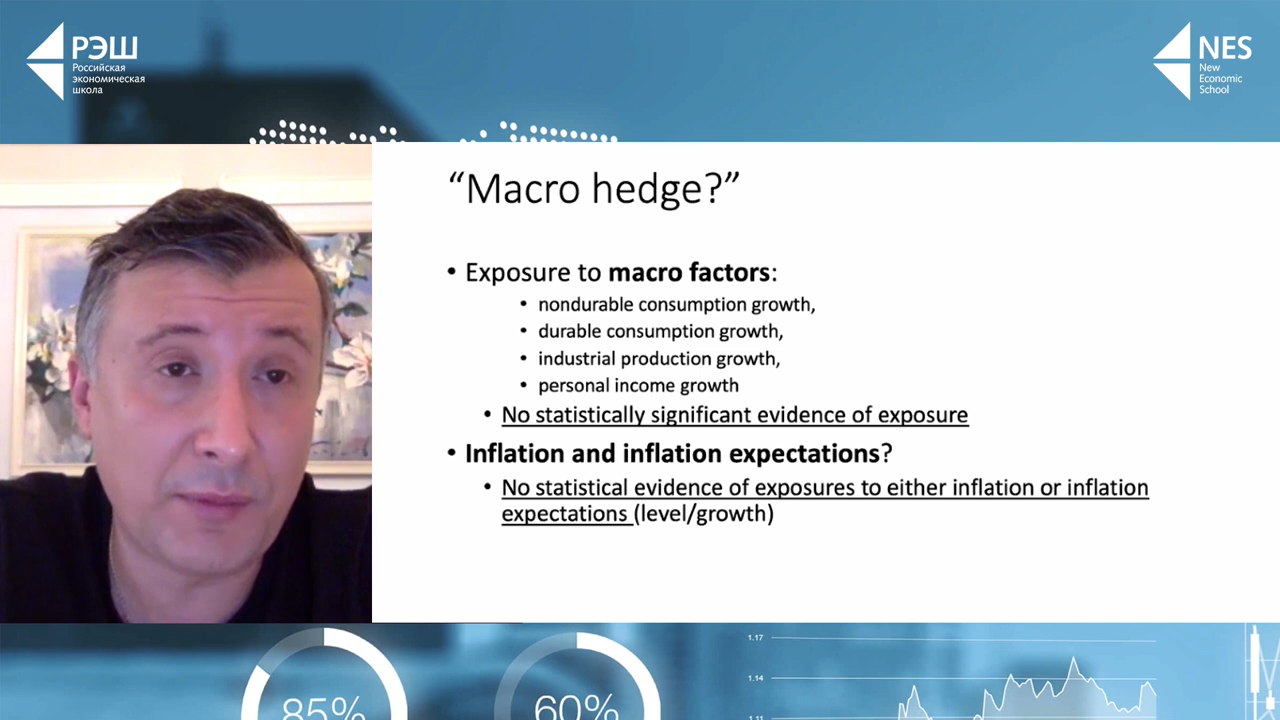 РЭШ
Российская
экономическая
школа
NES
New
Economic
School
“Macro hedge?”
• Exposure to macro factors:
• nondurable consumption growth,
• durable consumption growth,
• industrial production growth,
• personal income growth
• No statistically significant evidence of exposure
• Inflation and inflation expectations?
• No statistical evidence of exposures to either inflation or inflation
expectations (level/growth)
85%
60%
1.17
1.14
1.11